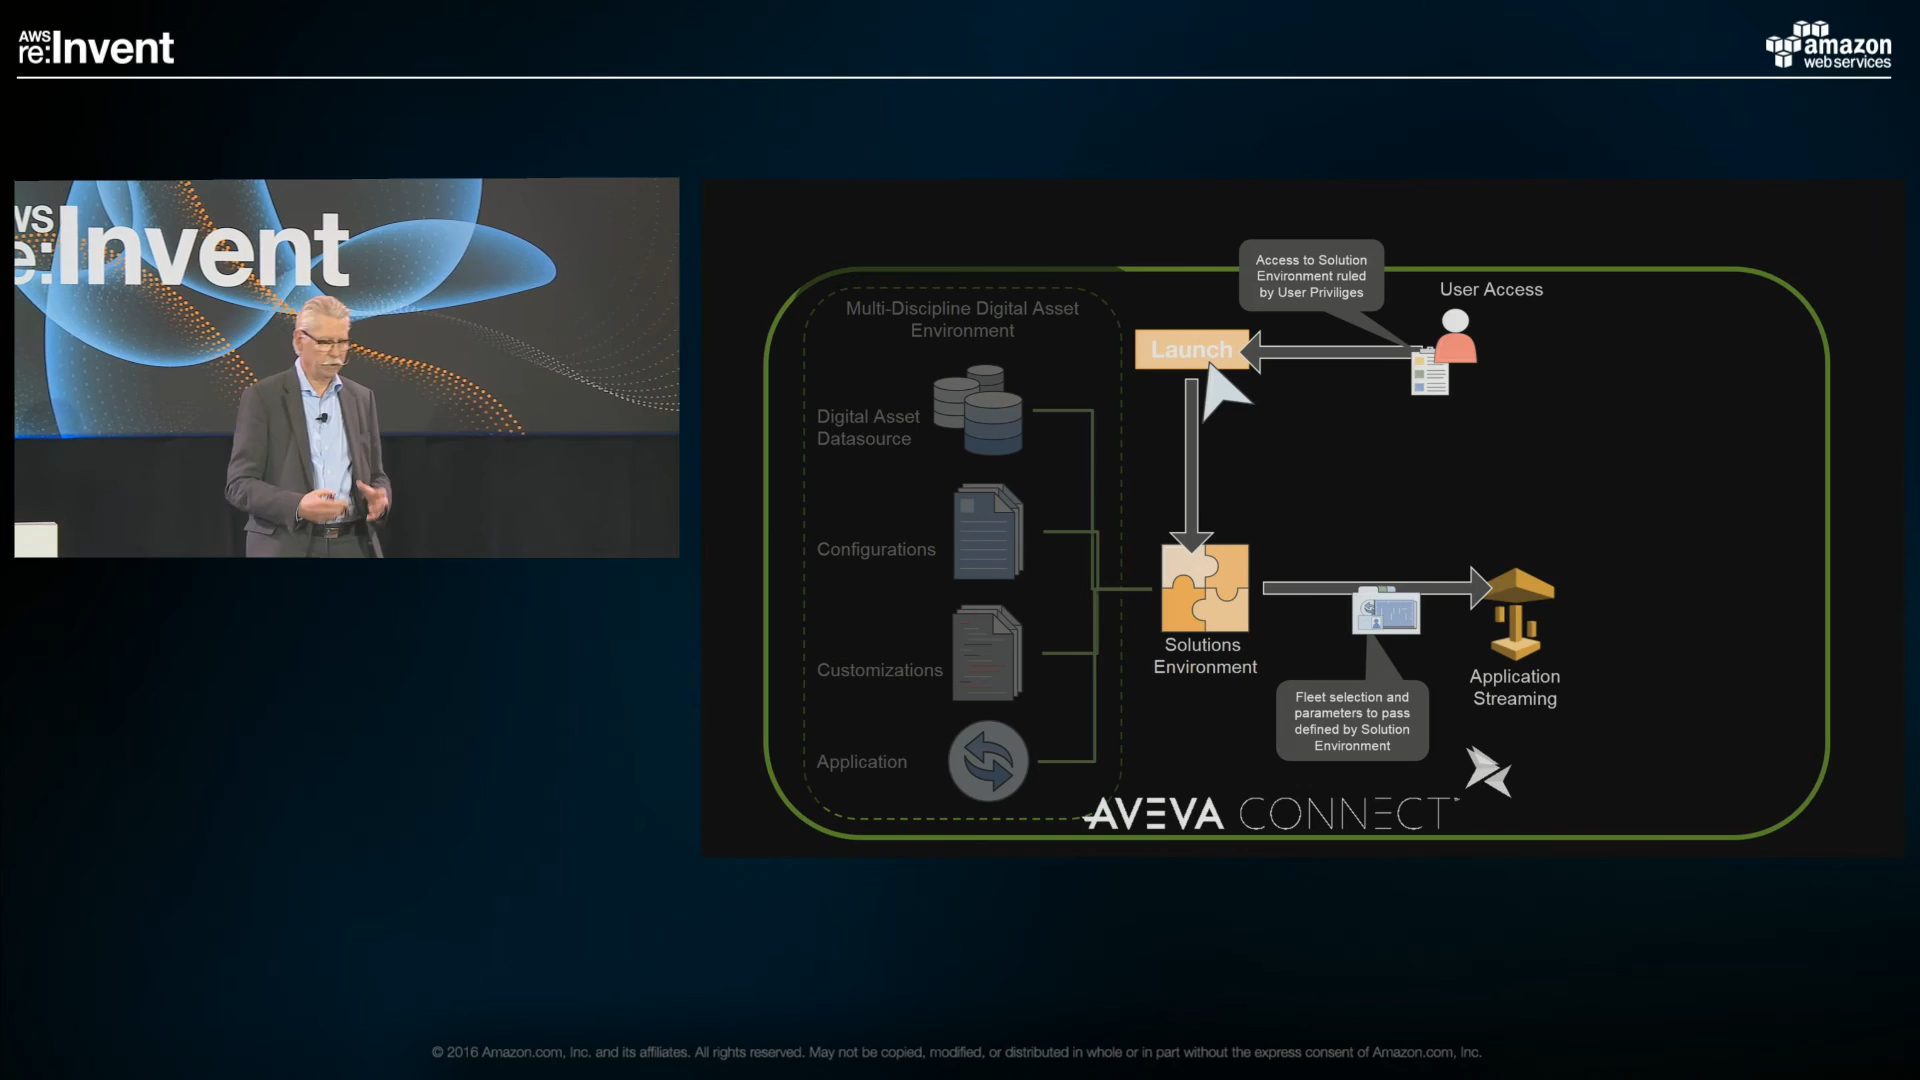 AWS
re:Invent
amazon
web services
WS
e:Invent
Access to Solution
Environment ruled
by User Priviliges
User Access
Multi-Discipline Digital Asset
Environment
Launch
Digital Asset
Datasource
Configurations
Customizations
Application
Solutions
Environment
Fleet selection and
parameters to pass
defined by Solution
Environment
Application
Streaming
AVEVA CONNECT
© 2016 Amazon.com, Inc. and its affiliates. All rights reserved. May not be copied, modified, or distributed in whole or in part without the express consent of Amazon.com, Inc.